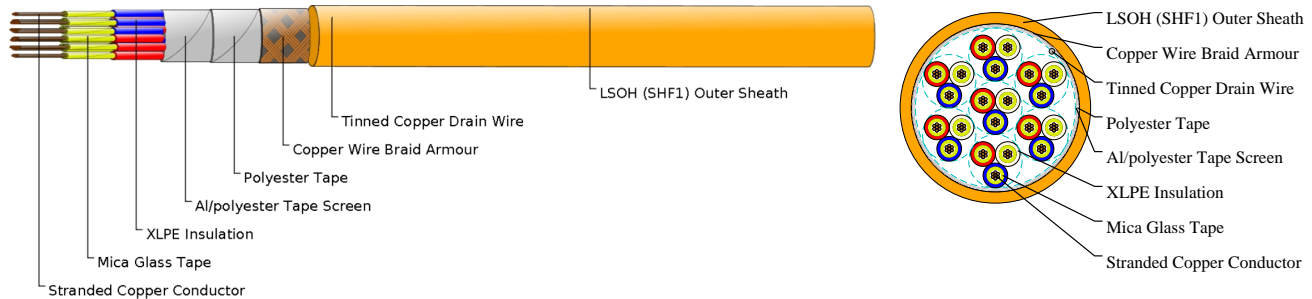 LSOH (SHF1) Outer Sheath
Tinned Copper Drain Wire
Copper Wire Braid Armour
Polyester Tape
Al/polyester Tape Screen
XLPE Insulation
Mica Glass Tape
Stranded Copper Conductor
LSOH (SHF1) Outer Sheath
Copper Wire Braid Armour
Tinned Copper Drain Wire
Polyester Tape
Al/polyester Tape Screen
XLPE Insulation
Mica Glass Tape
Stranded Copper Conductor